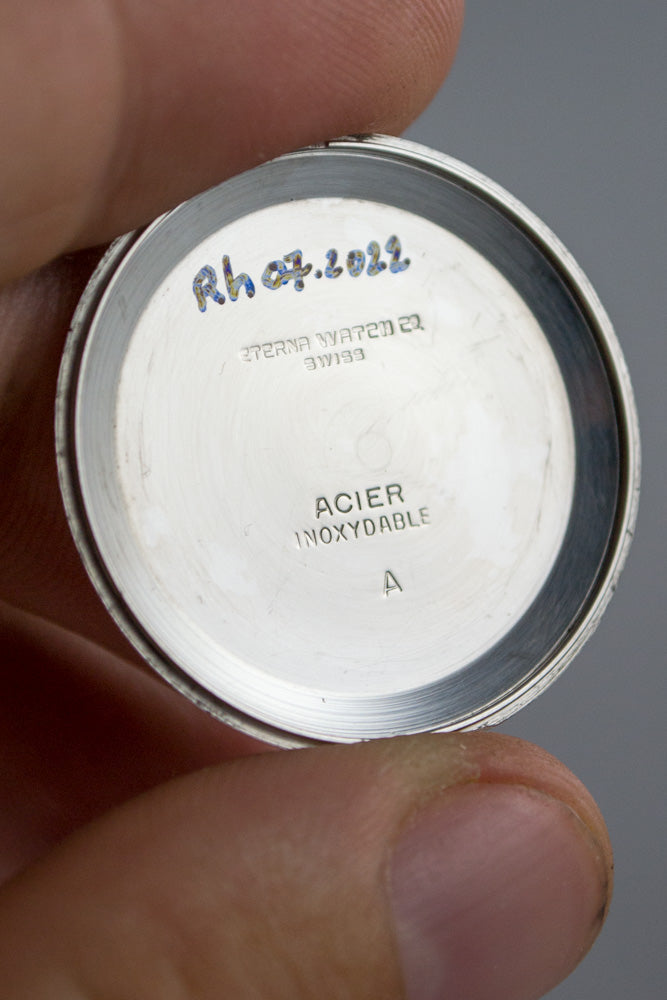 Rh 07.2022
ETERNA WATCH CO
SWISS
ACIER
INOXYDABLE
A